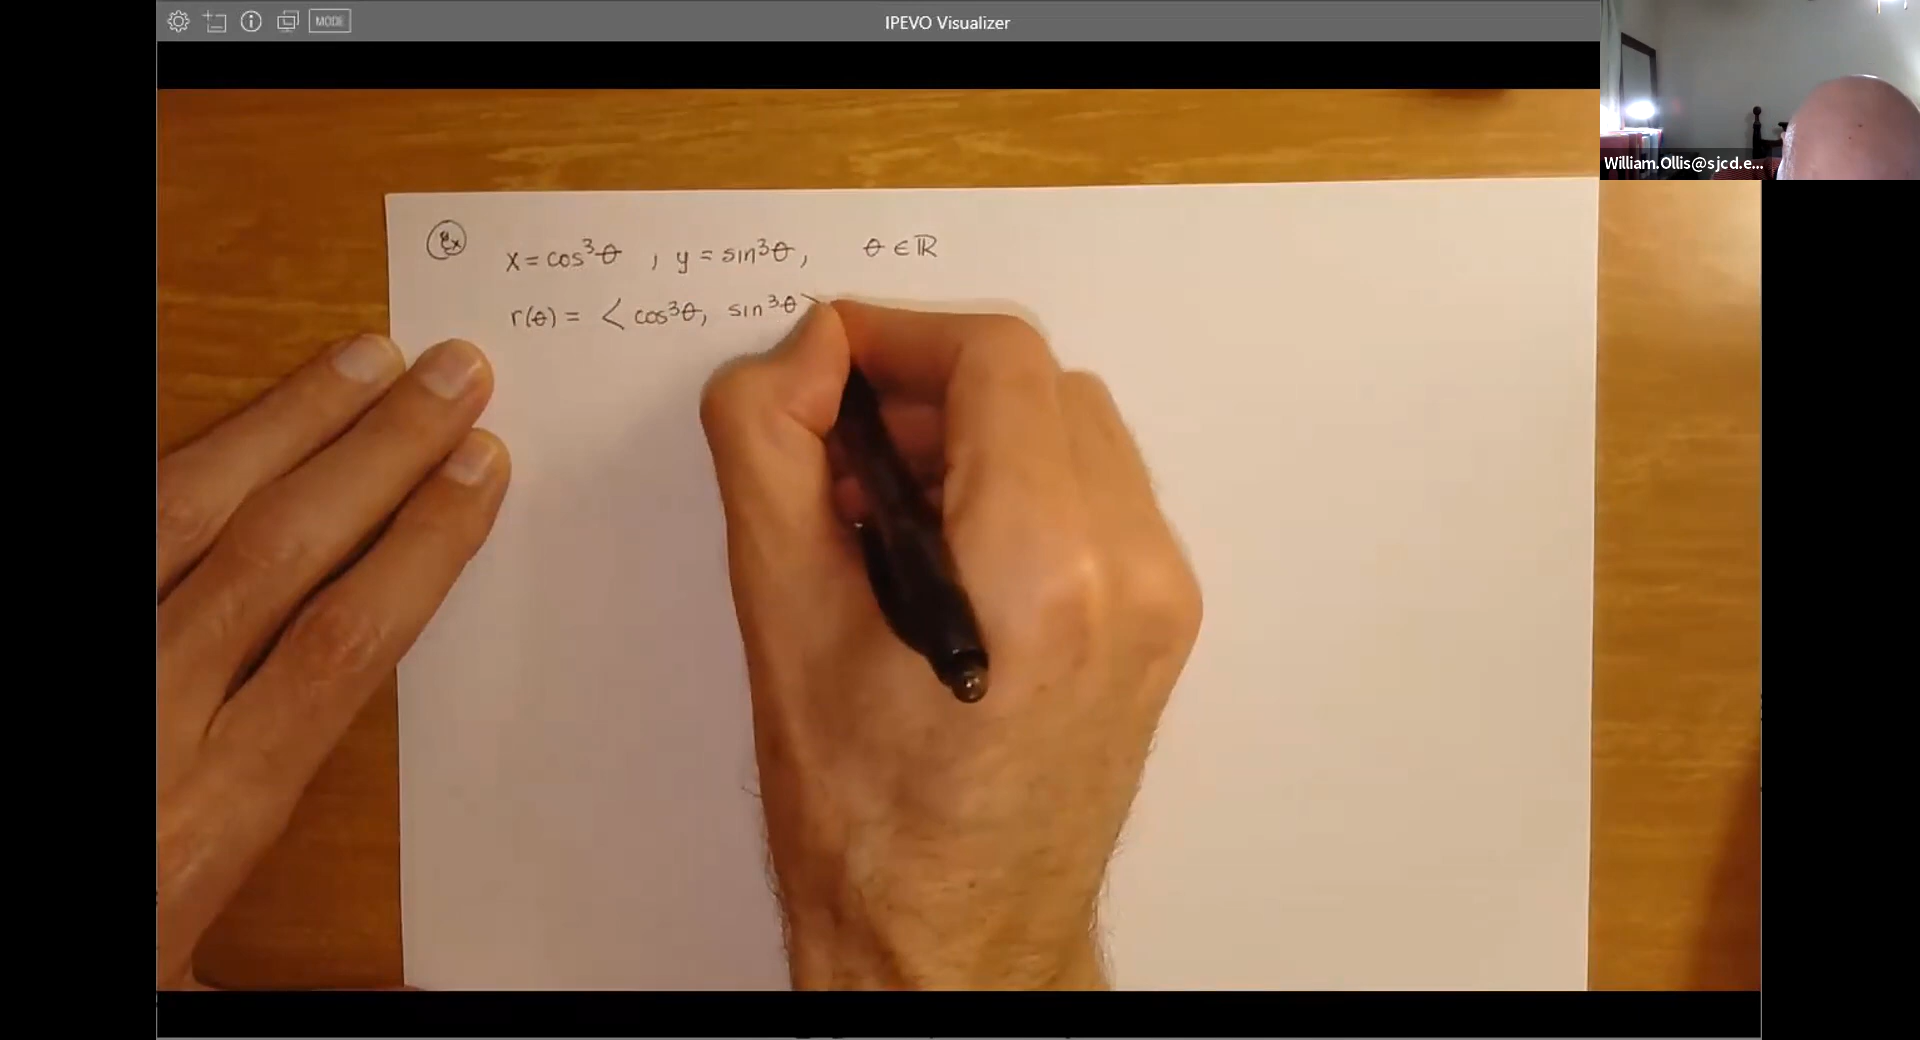 MODE
IPEVO Visualizer
William.Ollis@sjcd.e...
Ex x = cos³θ , y = sin³θ, θ ∈ ℝ
r(θ) = < cos³θ, sin³θ >